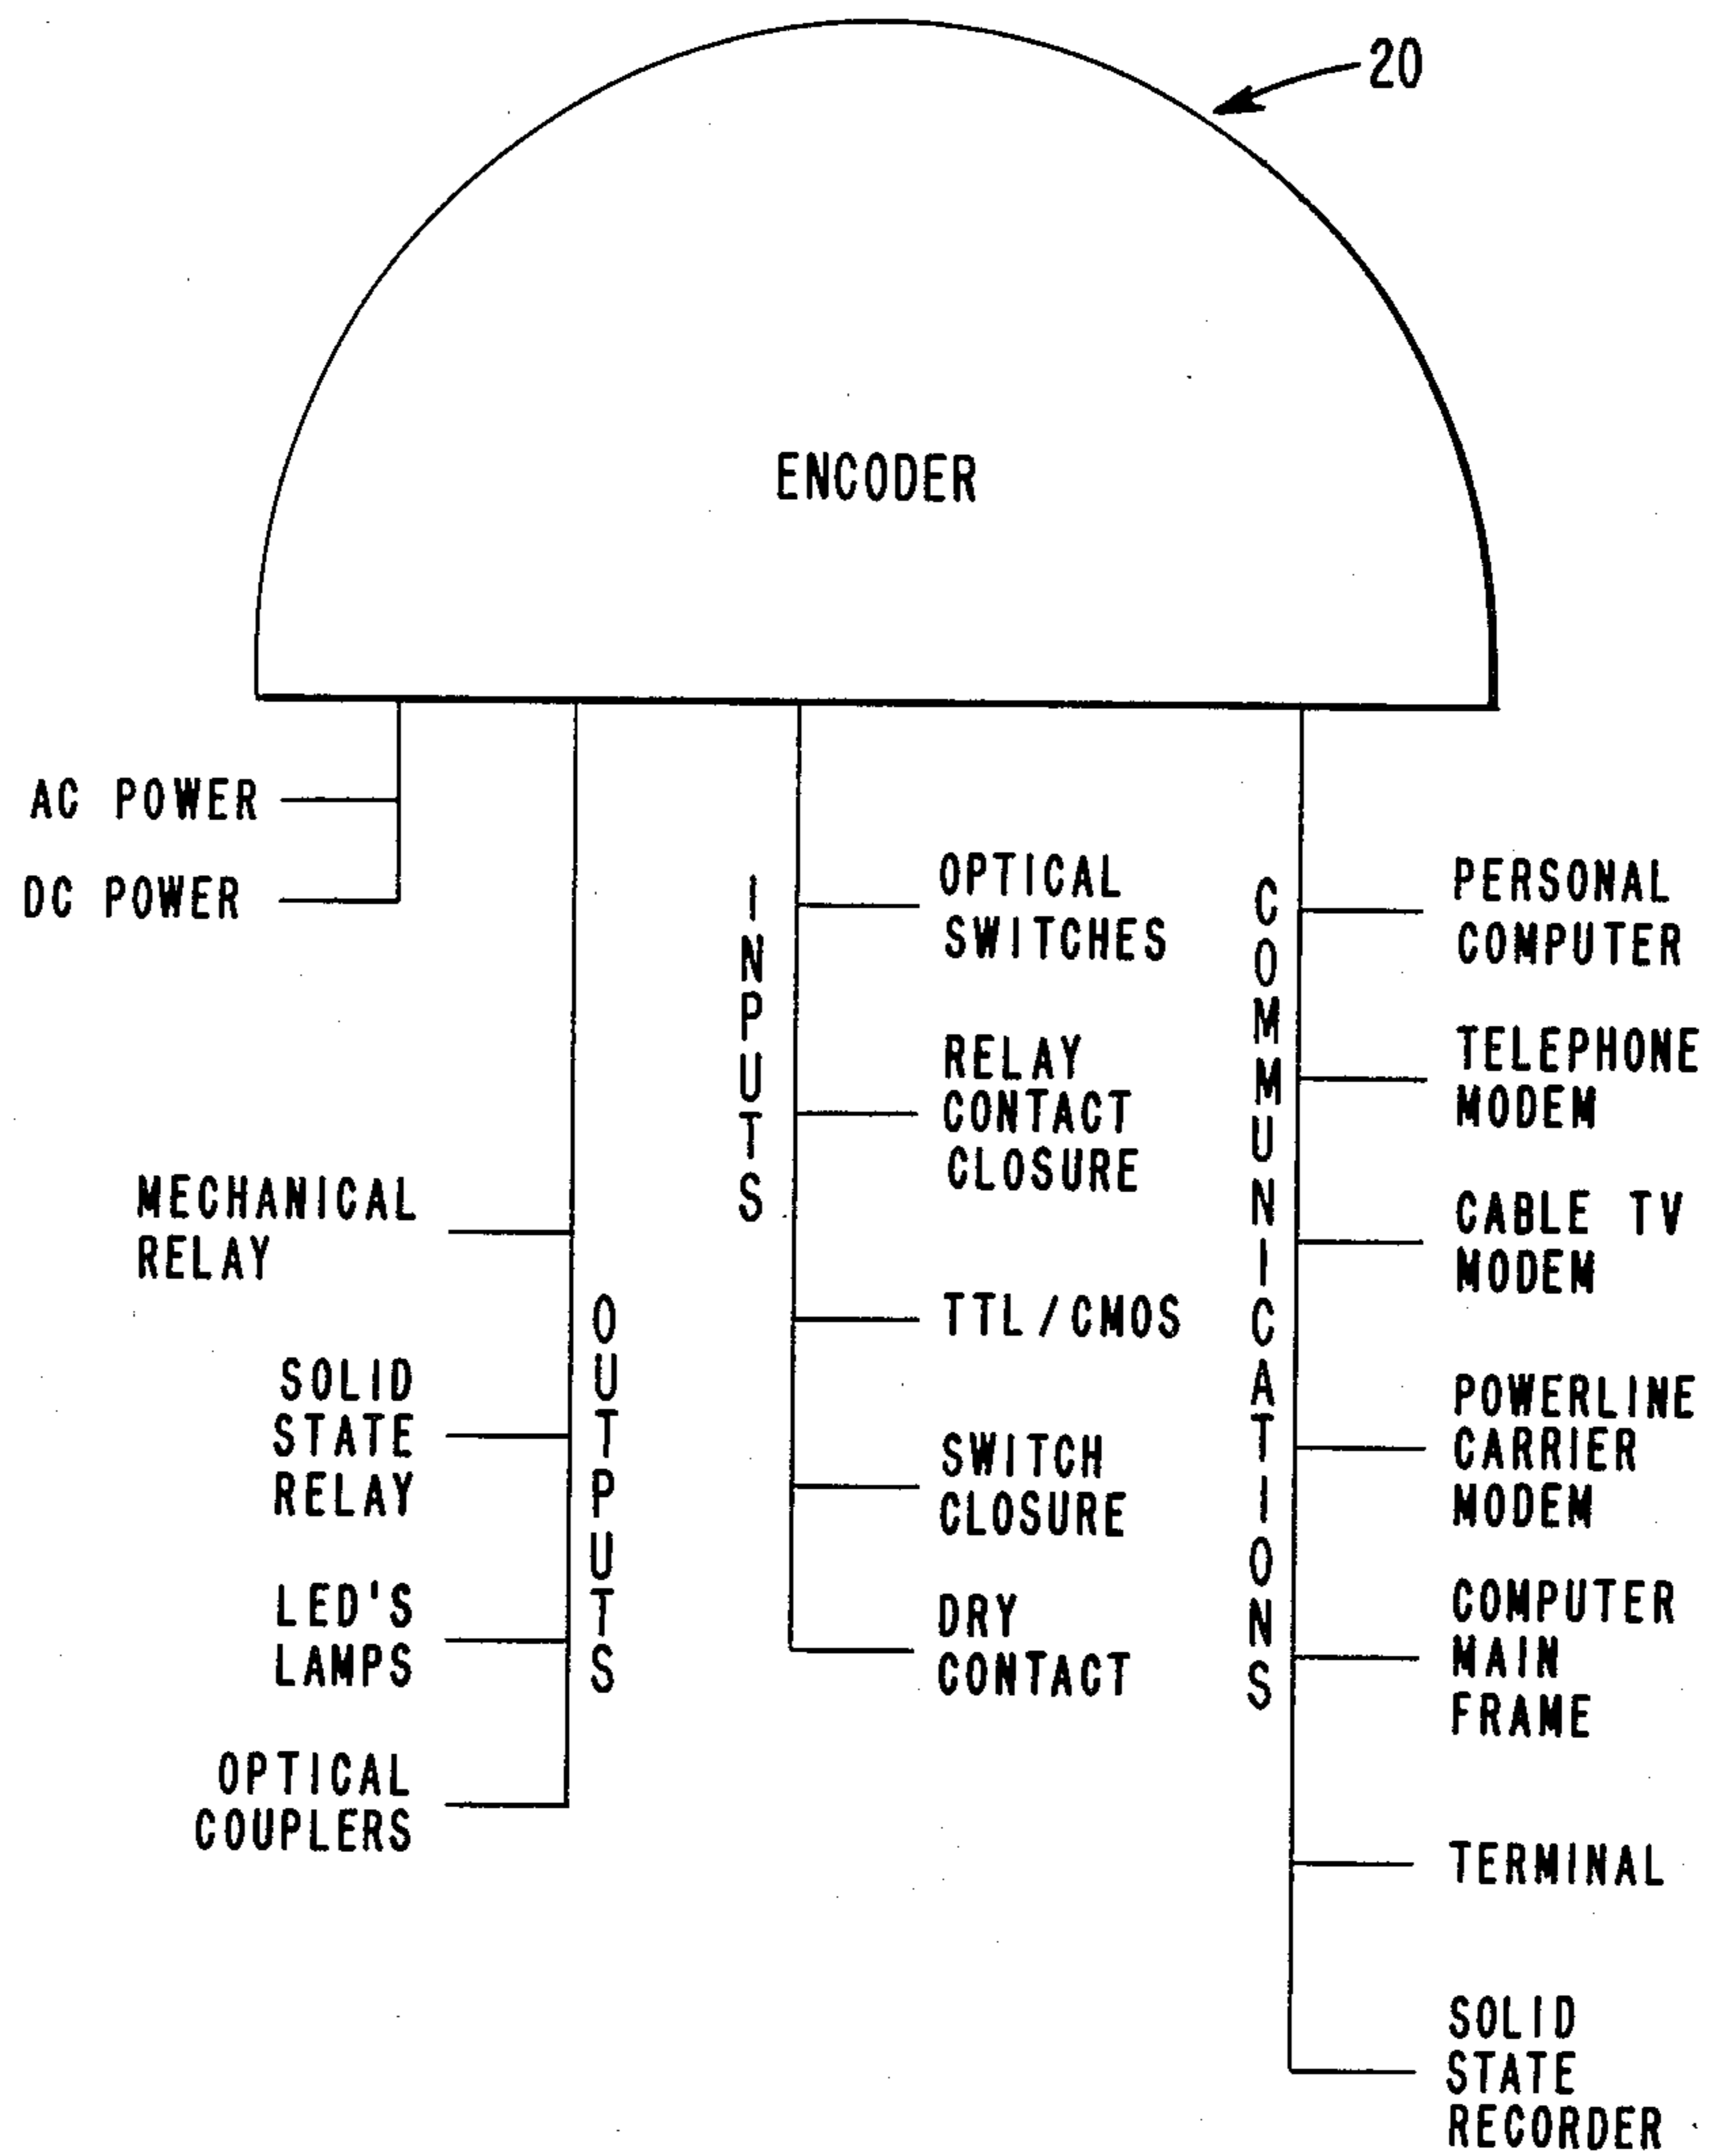 20
ENCODER
AC POWER
DC POWER
MECHANICAL
RELAY
SOLID
STATE
RELAY
LED'S
LAMPS
OPTICAL
COUPLERS
OUTPUTS
INPUTS
OPTICAL
SWITCHES
RELAY
CONTACT
CLOSURE
TTL/CMOS
SWITCH
CLOSURE
DRY
CONTACT
COMMUNICATIONS
PERSONAL
COMPUTER
TELEPHONE
MODEM
CABLE TV
MODEM
POWERLINE
CARRIER
MODEM
COMPUTER
MAIN
FRAME
TERMINAL
SOLID
STATE
RECORDER